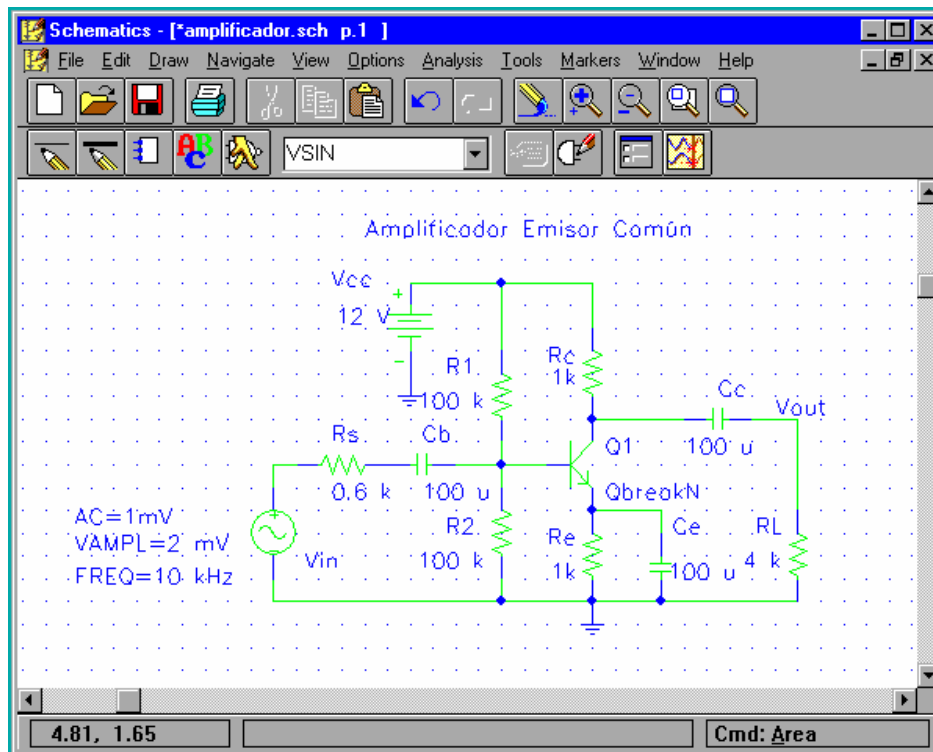 Schematics - [*amplificador.sch p.1 ]
File Edit Draw Navigate View Options Analysis Tools Markers Window Help
ABC
VSIN
Amplificador Emisor Común
Vcc
12 V
R1
100 k
Rc
1k
Cc
100 u
Vout
Rs
0.6 k
Cb
100 u
Q1
QbreakN
AC=1mV
VAMPL=2 mV
FREQ=10 kHz
Vin
R2
100 k
Re
1k
Ce
100 u
RL
4 k
4.81, 1.65
Cmd: Area